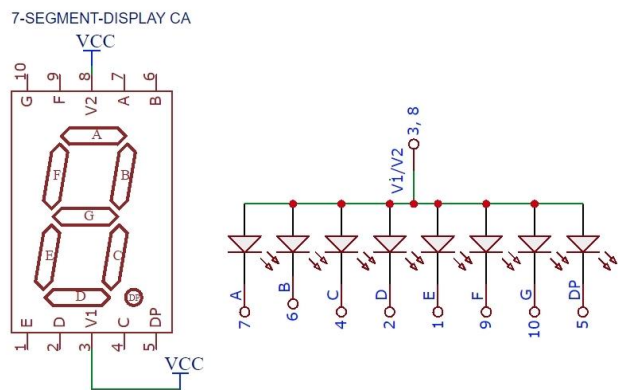 7-SEGMENT-DISPLAY CA
VCC
10 9 8 7 6
G F V2 A B
A
F B
G
E C
D DP
E D V1 C DP
1 2 3 4 5
VCC
3, 8
V1/V2
A B C D E F G DP
7 6 4 2 1 9 10 5